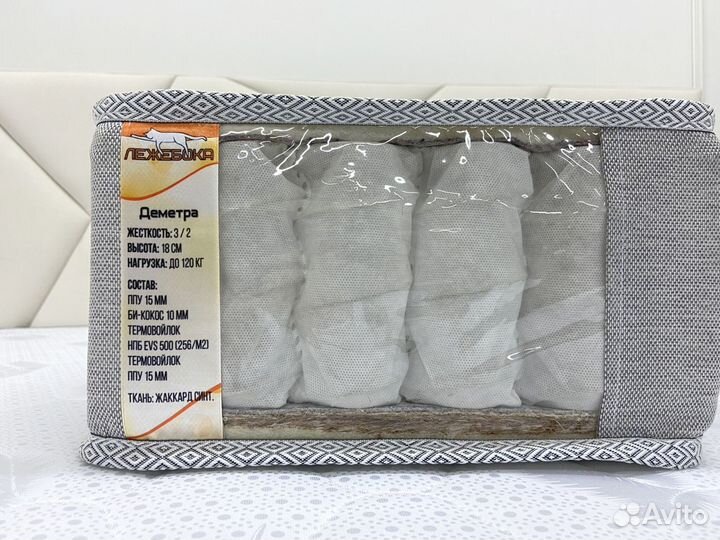 ЛЕЖЕБОКА
Деметра
ЖЕСТКОСТЬ: 3 / 2
ВЫСОТА: 18 СМ
НАГРУЗКА: ДО 120 КГ
СОСТАВ:
ППУ 15 ММ
БИ-КОКОС 10 ММ
ТЕРМОВОЙЛОК
НПБ EVS 500 (256/М2)
ТЕРМОВОЙЛОК
ППУ 15 ММ
ТКАНЬ: ЖАККАРД СИНТ.
Avito